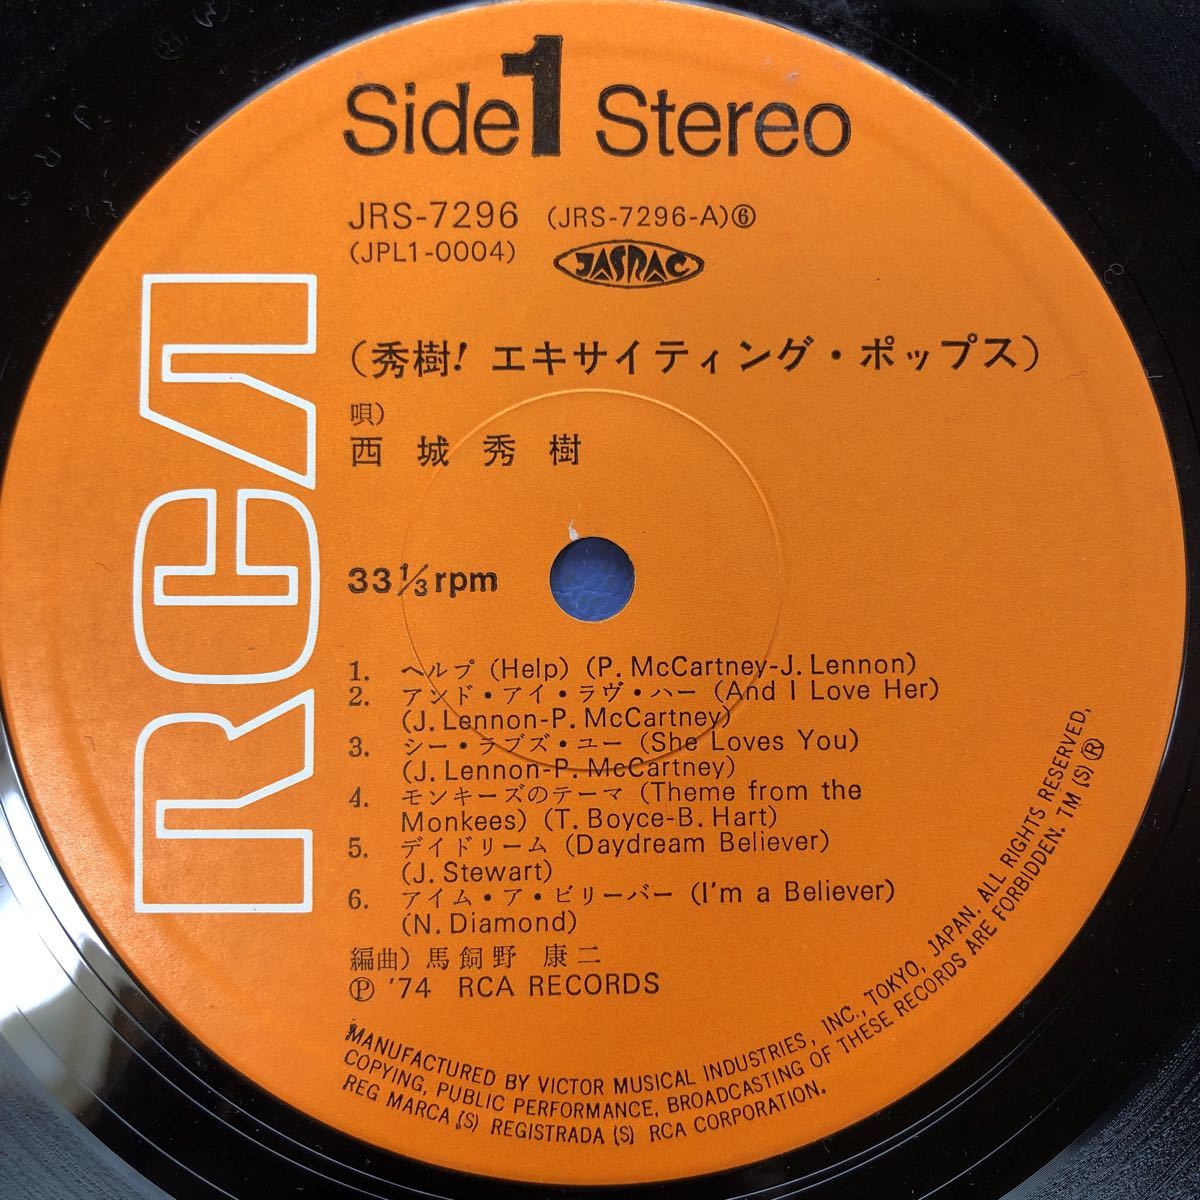 Side 1 Stereo
JRS-7296 (JRS-7296-A)⑥
(JPL1-0004) JASRAC
(秀樹! エキサイティング・ポップス)
唄)
西城秀樹
RCA
33 1/3 rpm
1. ヘルプ (Help) (P. McCartney-J. Lennon)
2. アンド・アイ・ラヴ・ハー (And I Love Her)
(J. Lennon-P. McCartney)
3. シー・ラブズ・ユー (She Loves You)
(J. Lennon-P. McCartney)
4. モンキーズのテーマ (Theme from the
Monkees) (T. Boyce-B. Hart)
5. デイドリーム (Daydream Believer)
(J. Stewart)
6. アイム・ア・ビリーバー (I'm a Believer)
(N. Diamond)
編曲) 馬飼野 康二
Ⓟ '74 RCA RECORDS
MANUFACTURED BY VICTOR MUSICAL INDUSTRIES, INC., TOKYO, JAPAN. ALL RIGHTS RESERVED,
COPYING, PUBLIC PERFORMANCE, BROADCASTING OF THESE RECORDS ARE FORBIDDEN. TM (S) ®
REG MARCA (S) REGISTRADA (S) RCA CORPORATION.